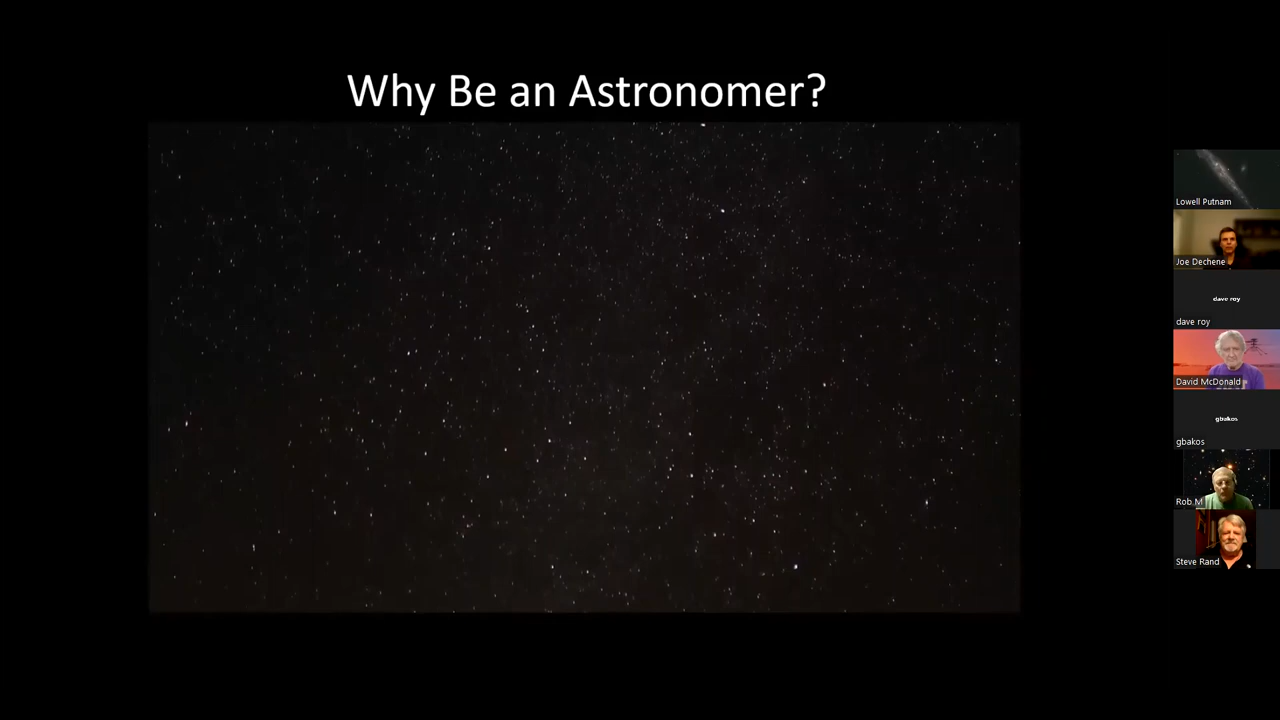 Why Be an Astronomer?
Lowell Putnam
Joe Dechene
dave roy
dave roy
David McDonald
gbakos
gbakos
Rob M
Steve Rand